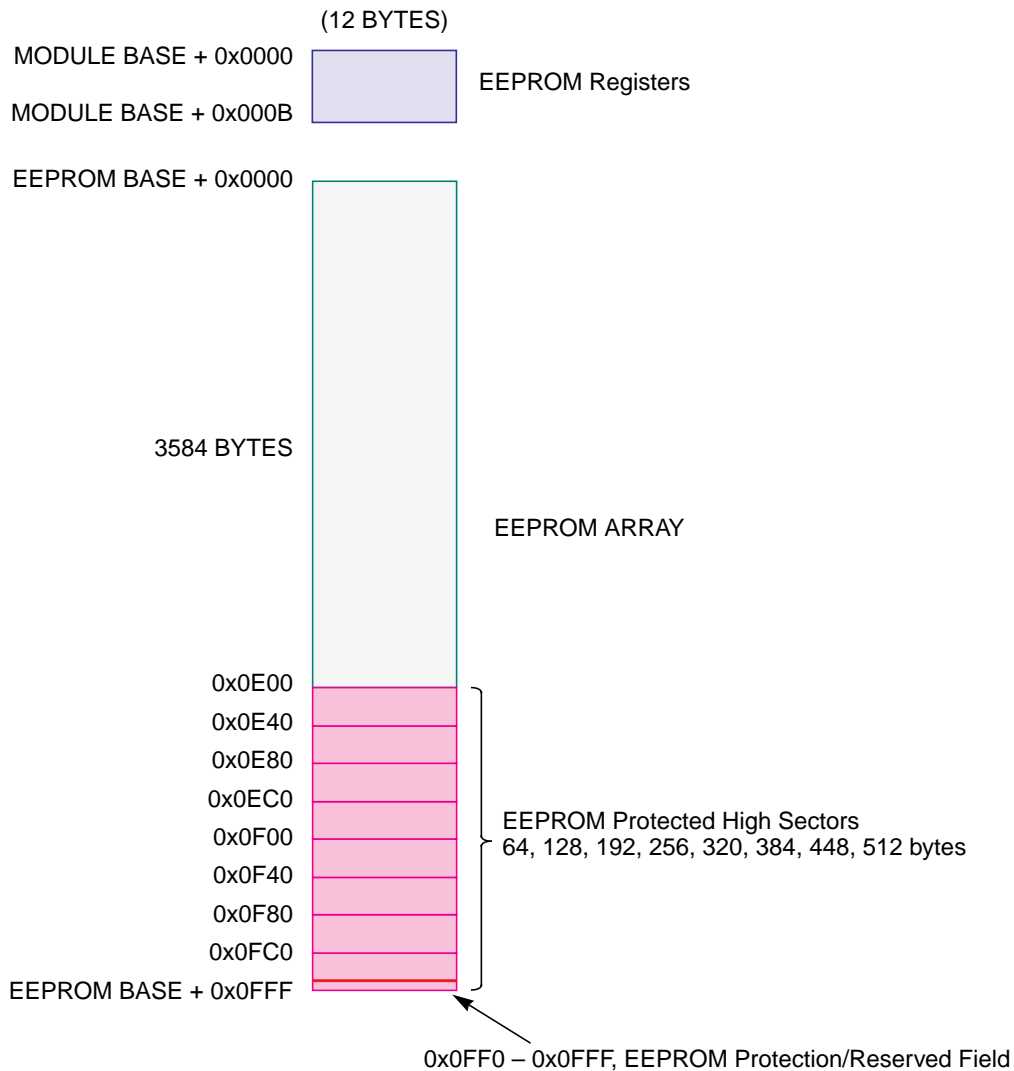 (12 BYTES)
MODULE BASE + 0x0000
EEPROM Registers
MODULE BASE + 0x000B
EEPROM BASE + 0x0000
3584 BYTES
EEPROM ARRAY
0x0E00
0x0E40
0x0E80
0x0EC0
0x0F00
0x0F40
0x0F80
0x0FC0
EEPROM Protected High Sectors
64, 128, 192, 256, 320, 384, 448, 512 bytes
EEPROM BASE + 0x0FFF
0x0FF0 – 0x0FFF, EEPROM Protection/Reserved Field